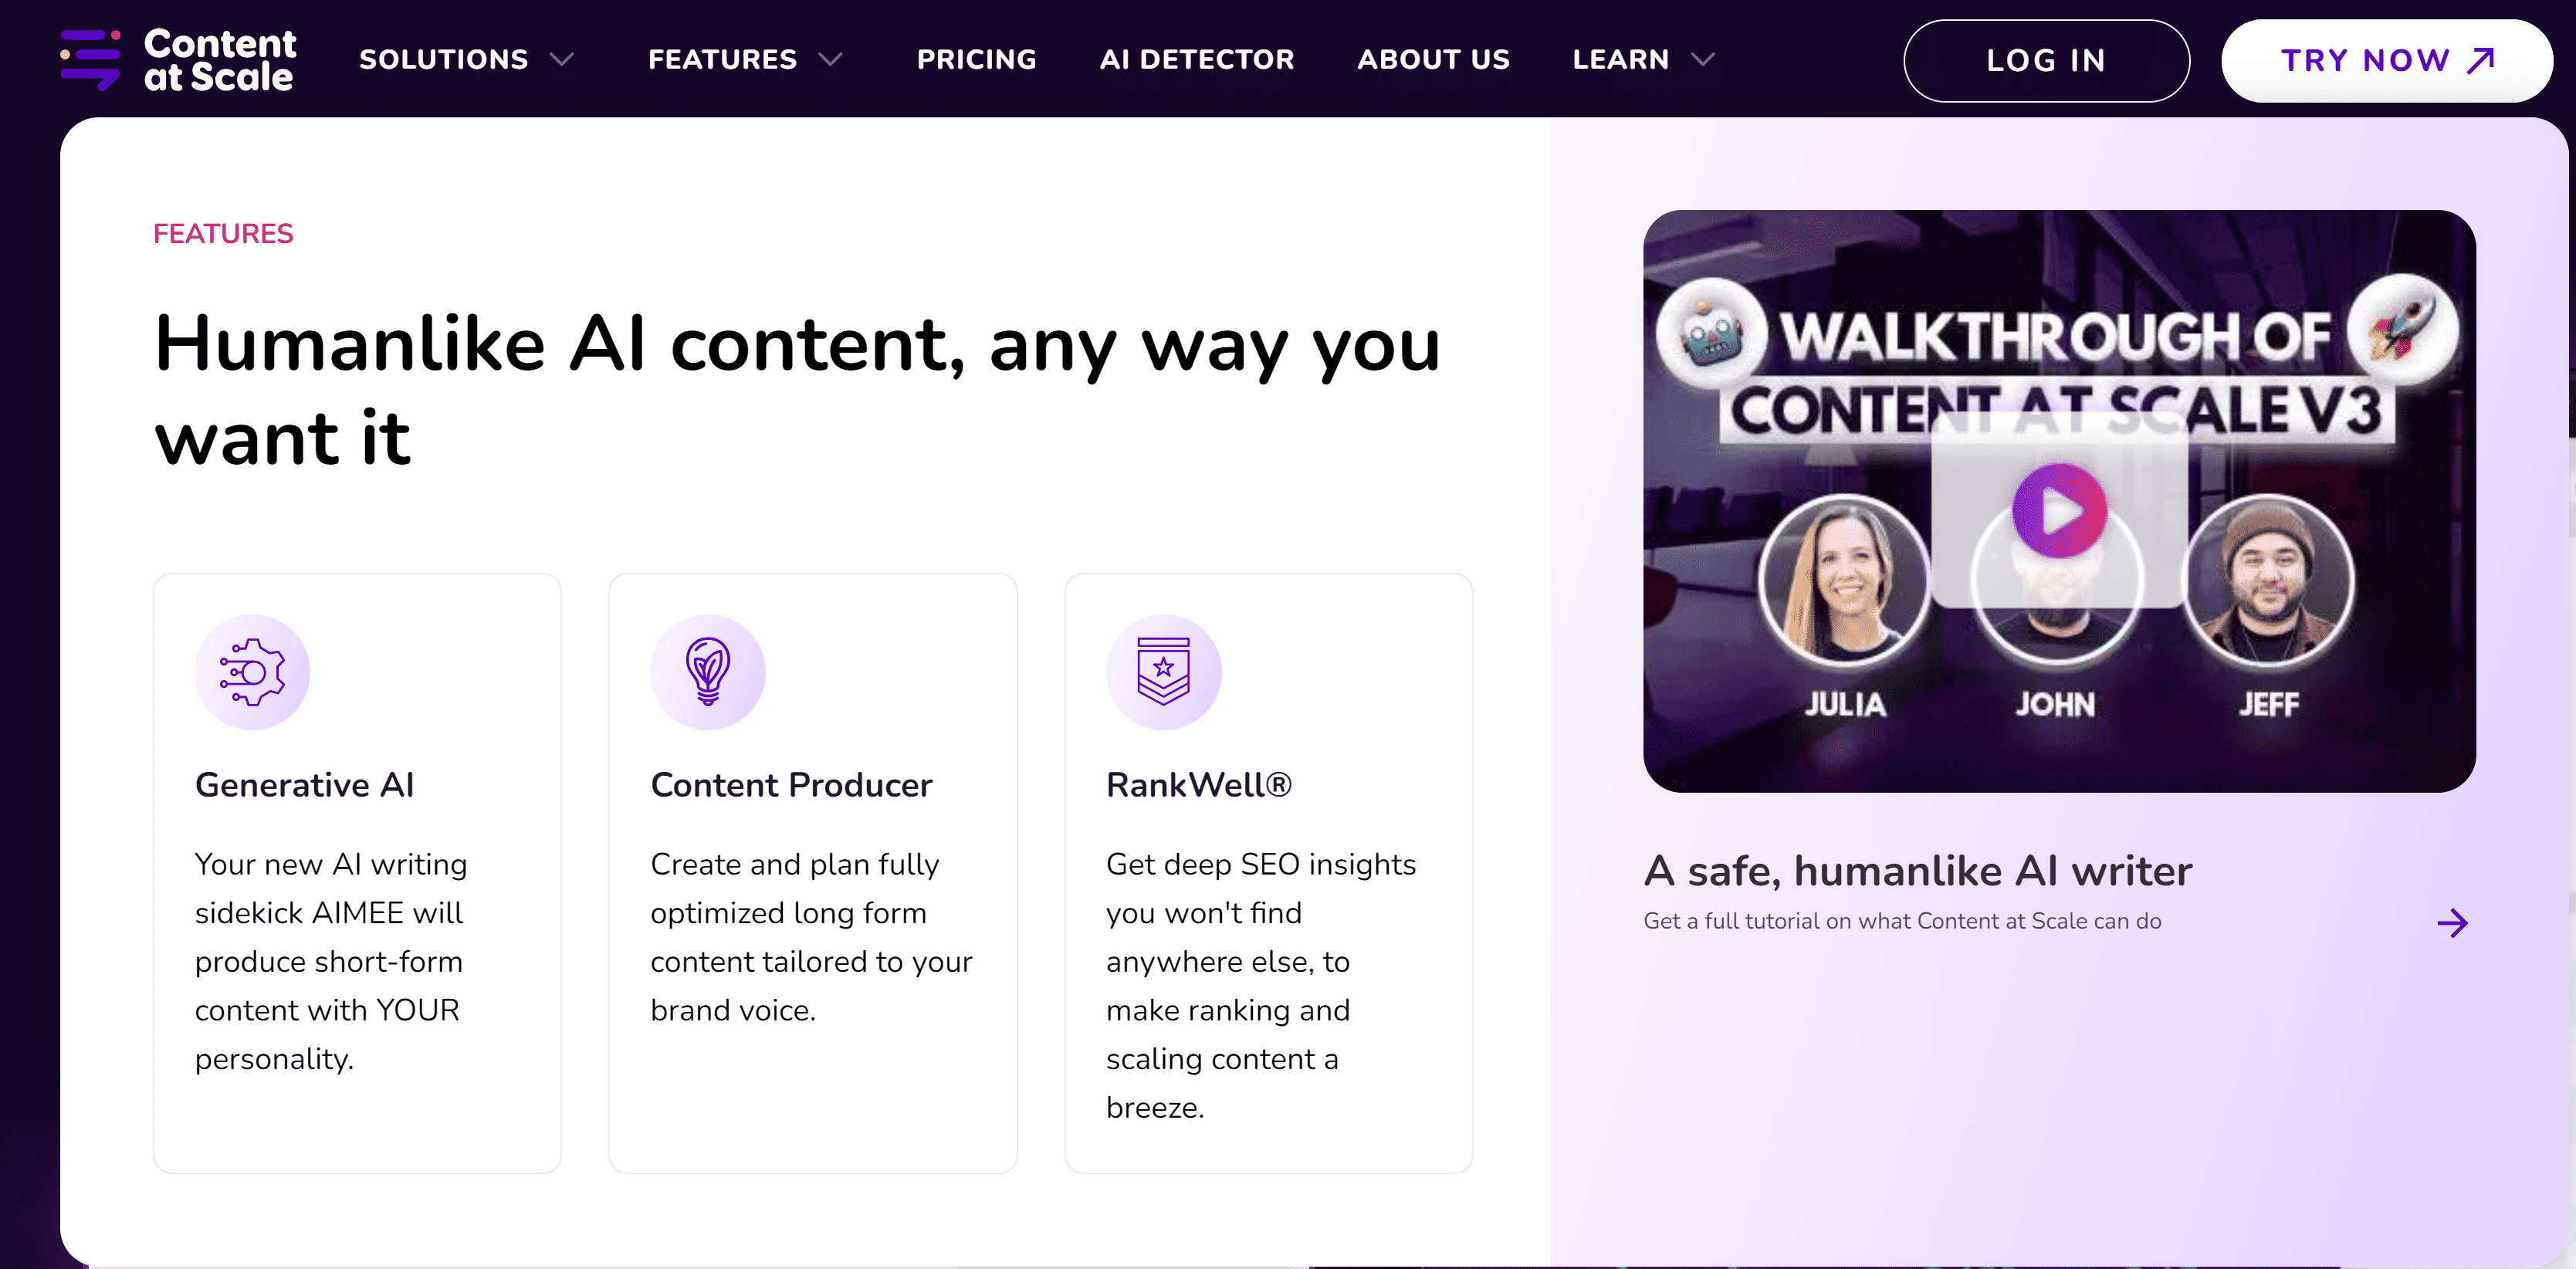 Content
at Scale
SOLUTIONS
FEATURES
PRICING
AI DETECTOR
ABOUT US
LEARN
LOG IN
TRY NOW
FEATURES
Humanlike AI content, any way you
want it
Generative AI
Your new AI writing
sidekick AIMEE will
produce short-form
content with YOUR
personality.
Content Producer
Create and plan fully
optimized long form
content tailored to your
brand voice.
RankWell®
Get deep SEO insights
you won't find
anywhere else, to
make ranking and
scaling content a
breeze.
WALKTHROUGH OF
CONTENT AT SCALE V3
JULIA
JOHN
JEFF
A safe, humanlike AI writer
Get a full tutorial on what Content at Scale can do